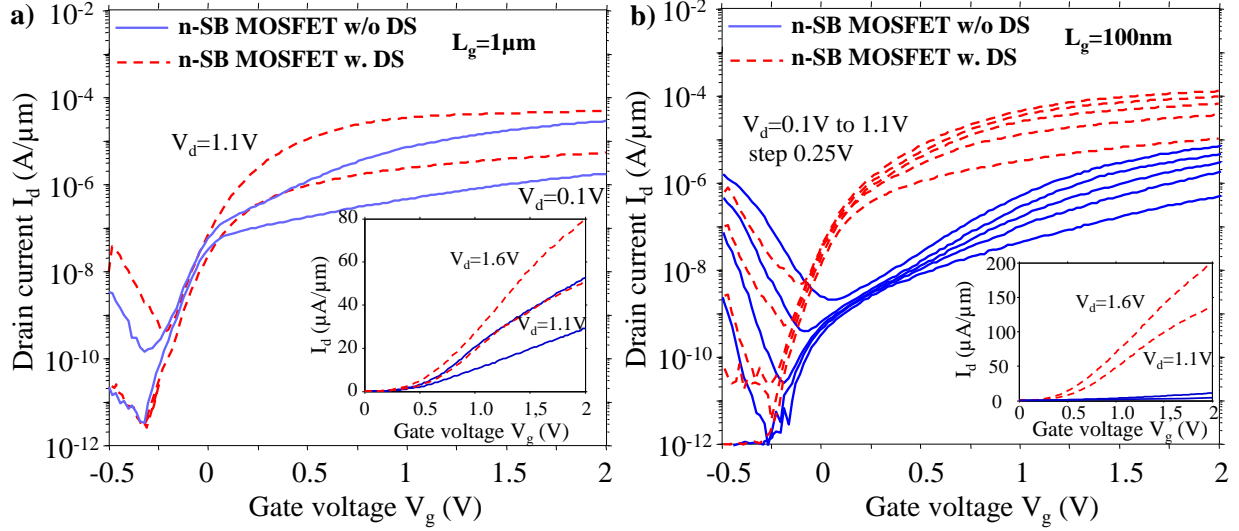 a)
n-SB MOSFET w/o DS
n-SB MOSFET w. DS
L_g=1µm
V_d=1.1V
V_d=0.1V
Drain current I_d (A/µm)
10^-2
10^-4
10^-6
10^-8
10^-10
10^-12
-0.5
0
0.5
1
1.5
2
Gate voltage V_g (V)
80
60
40
20
0
I_d (µA/µm)
V_d=1.6V
V_d=1.1V
0
0.5
1.0
1,5
2
Gate voltage V_g (V)
b)
n-SB MOSFET w/o DS
n-SB MOSFET w. DS
L_g=100nm
V_d=0.1V to 1.1V
step 0.25V
Drain current I_d (A/µm)
10^-2
10^-4
10^-6
10^-8
10^-10
10^-12
-0.5
0
0.5
1
1.5
2
Gate voltage V_g (V)
200
150
100
50
0
I_d (µA/µm)
V_d=1.6V
V_d=1.1V
0
0.5
1.0
1,5
2
Gate voltage V_g (V)